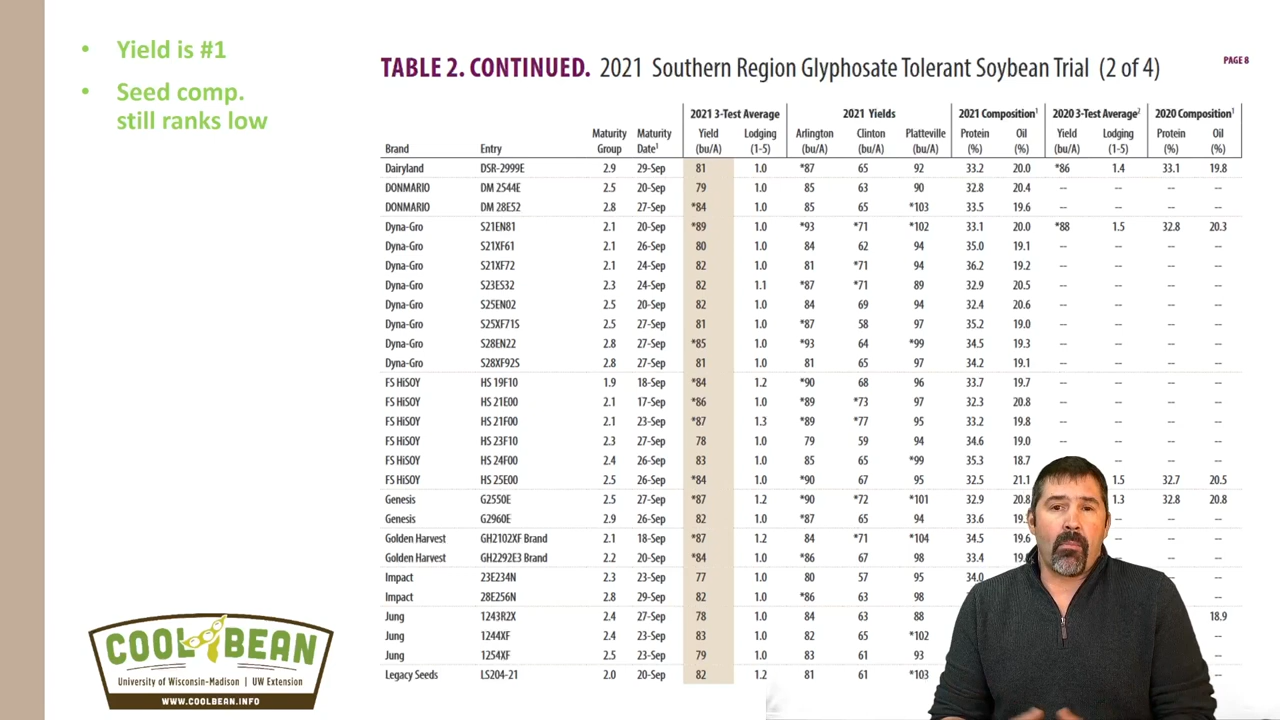 • Yield is #1
• Seed comp.
still ranks low
TABLE 2. CONTINUED. 2021 Southern Region Glyphosate Tolerant Soybean Trial (2 of 4)
PAGE 8
2021 3-Test Average 2021 Yields 2021 Composition¹ 2020 3-Test Average² 2020 Composition¹
Maturity Maturity Yield Lodging Arlington Clinton Platteville Protein Oil Yield Lodging Protein Oil
Brand Entry Group Date¹ (bu/A) (1-5) (bu/A) (bu/A) (bu/A) (%) (%) (bu/A) (1-5) (%) (%)
Dairyland DSR-2999E 2.9 29-Sep 81 1.0 *87 65 92 33.2 20.0 *86 1.4 33.1 19.8
DONMARIO DM 2544E 2.5 20-Sep 79 1.0 85 63 90 32.8 20.4 -- -- -- --
DONMARIO DM 28E52 2.8 27-Sep *84 1.0 85 65 *103 33.5 19.6 -- -- -- --
Dyna-Gro S21EN81 2.1 20-Sep *89 1.0 *93 *71 *102 33.1 20.0 *88 1.5 32.8 20.3
Dyna-Gro S21XF61 2.1 26-Sep 80 1.0 84 62 94 35.0 19.1 -- -- -- --
Dyna-Gro S21XF72 2.1 24-Sep 82 1.0 81 *71 94 36.2 19.2 -- -- -- --
Dyna-Gro S23ES32 2.3 24-Sep 82 1.1 *87 *71 89 32.9 20.5 -- -- -- --
Dyna-Gro S25EN02 2.5 20-Sep 82 1.0 84 69 94 32.4 20.6 -- -- -- --
Dyna-Gro S25XF71S 2.5 27-Sep 81 1.0 *87 58 97 35.2 19.0 -- -- -- --
Dyna-Gro S28EN22 2.8 27-Sep *85 1.0 *93 64 *99 34.5 19.3 -- -- -- --
Dyna-Gro S28XF92S 2.8 27-Sep 81 1.0 81 65 97 34.2 19.1 -- -- -- --
FS HiSOY HS 19F10 1.9 18-Sep *84 1.2 *90 68 96 33.7 19.7 -- -- -- --
FS HiSOY HS 21E00 2.1 17-Sep *86 1.0 *89 *73 97 32.3 20.8 -- -- -- --
FS HiSOY HS 21F00 2.1 23-Sep *87 1.3 *89 *77 95 33.2 19.8 -- -- -- --
FS HiSOY HS 23F10 2.3 27-Sep 78 1.0 79 59 94 34.6 19.0 -- -- -- --
FS HiSOY HS 24F00 2.4 26-Sep 83 1.0 85 65 *99 35.3 18.7 -- -- --
FS HiSOY HS 25E00 2.5 26-Sep *84 1.0 *90 67 95 32.5 21.1 1.5 32.7 20.5
Genesis G2550E 2.5 27-Sep *87 1.2 *90 *72 *101 32.9 20.8 1.3 32.8 20.8
Genesis G2960E 2.9 26-Sep 82 1.0 *87 65 94 33.6 -- -- --
Golden Harvest GH2102XF Brand 2.1 18-Sep *87 1.2 84 *71 *104 34.5 19.6 -- -- --
Golden Harvest GH2292E3 Brand 2.2 20-Sep *84 1.0 *86 67 98 33.4 -- -- --
Impact 23E234N 2.3 23-Sep 77 1.0 80 57 95 34.0 -- --
Impact 28E256N 2.8 29-Sep 82 1.0 *86 63 98 -- --
Jung 1243R2X 2.4 27-Sep 78 1.0 84 63 88 18.9
Jung 1244XF 2.4 23-Sep 83 1.0 82 65 *102 --
Jung 1254XF 2.5 23-Sep 79 1.0 83 61 93 --
Legacy Seeds LS204-21 2.0 20-Sep 82 1.2 81 61 *103 --
COOL BEAN
University of Wisconsin-Madison | UW Extension
WWW.COOLBEAN.INFO